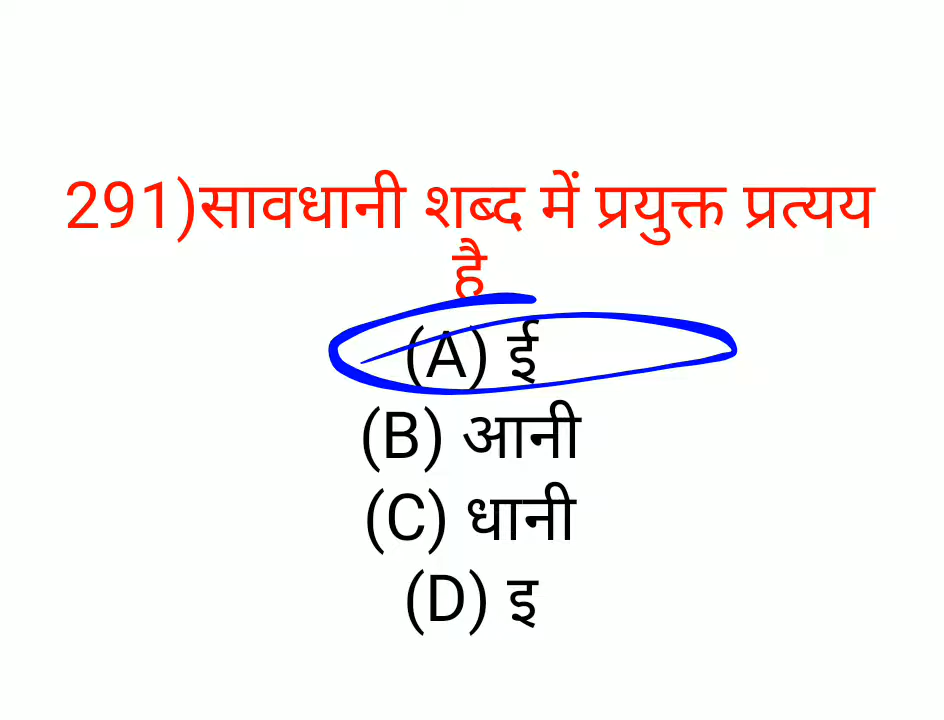 291)सावधानी शब्द में प्रयुक्त प्रत्यय
है
(A) ई
(B) आनी
(C) धानी
(D) इ